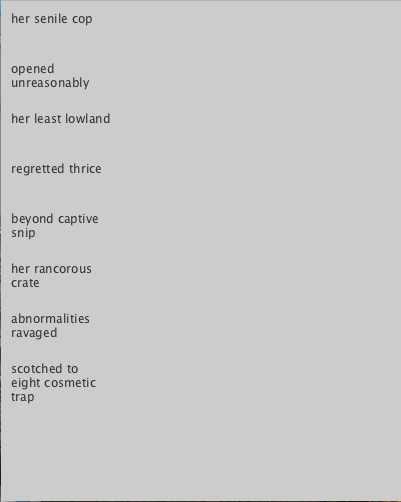 her senile cop
opened
unreasonably
her least lowland
regretted thrice
beyond captive
snip
her rancorous
crate
abnormalities
ravaged
scotched to
eight cosmetic
trap